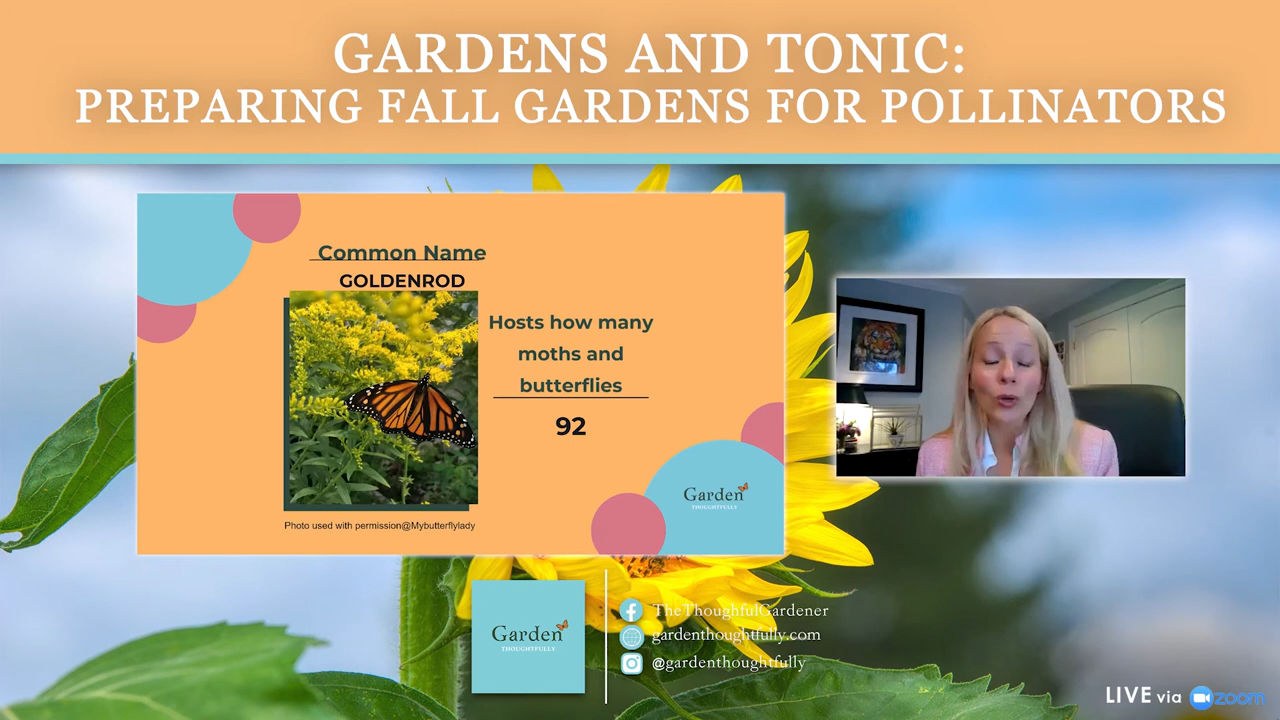 GARDENS AND TONIC:
PREPARING FALL GARDENS FOR POLLINATORS
Common Name
GOLDENROD
Hosts how many
moths and
butterflies
92
Photo used with permission@Mybutterflylady
Garden
THOUGHTFULLY
Garden
THOUGHTFULLY
TheThoughfulGardener
gardenthoughtfully.com
@gardenthoughtfully
LIVE via zoom